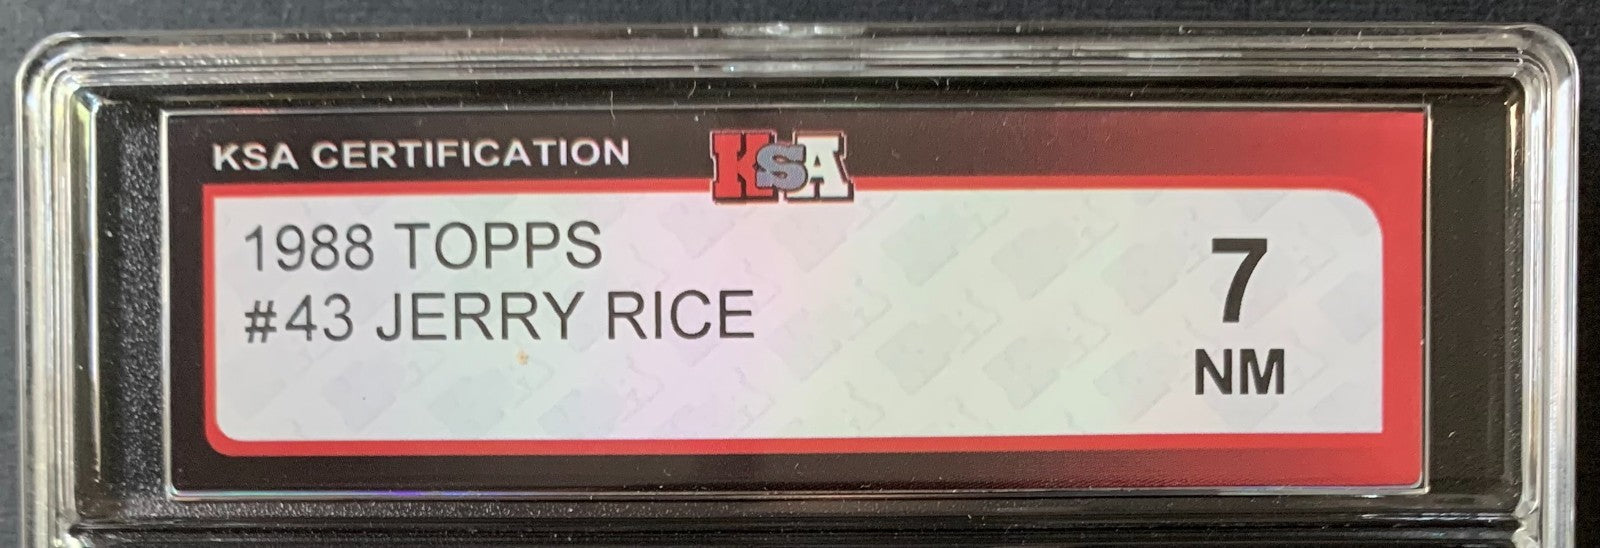 KSA CERTIFICATION
KSA
1988 TOPPS
#43 JERRY RICE
7
NM